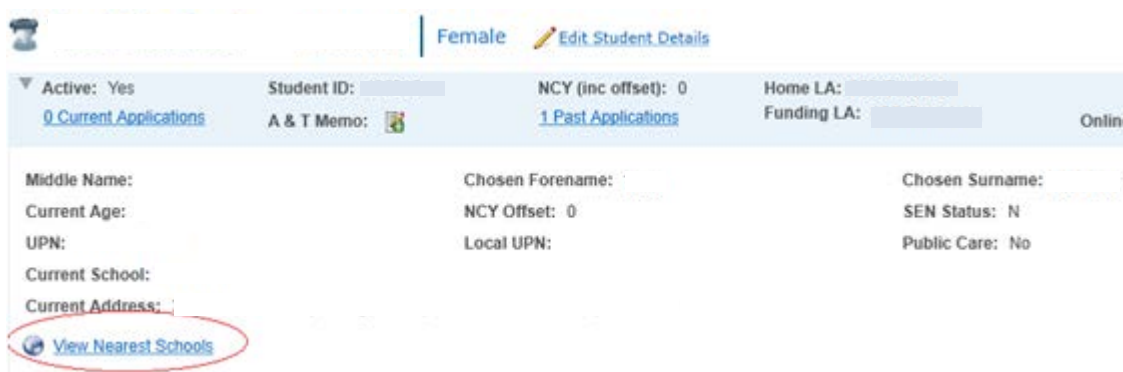 Female Edit Student Details
Active: Yes Student ID: NCY (inc offset): 0 Home LA:
0 Current Applications A & T Memo: 1 Past Applications Funding LA: Onlin
Middle Name: Chosen Forename: Chosen Surname:
Current Age: NCY Offset: 0 SEN Status: N
UPN: Local UPN: Public Care: No
Current School:
Current Address:
View Nearest Schools